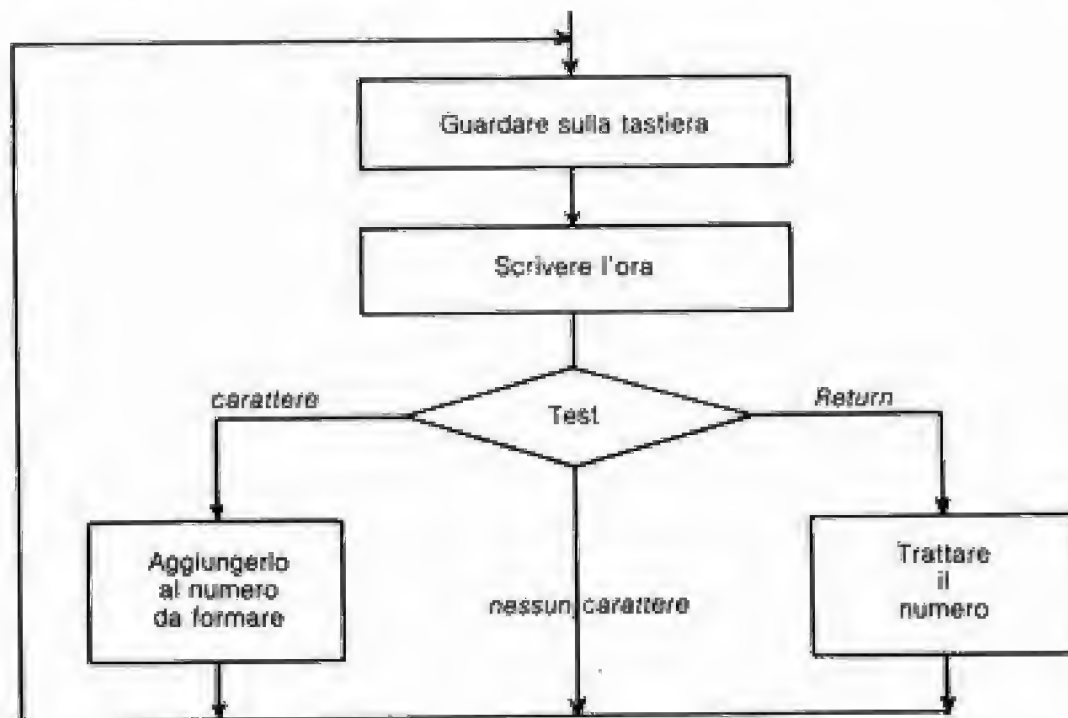 Guardare sulla tastiera
Scrivere l'ora
carattere
Test
Return
Aggiungerlo
al numero
da formare
nessun carattere
Trattare
il
numero